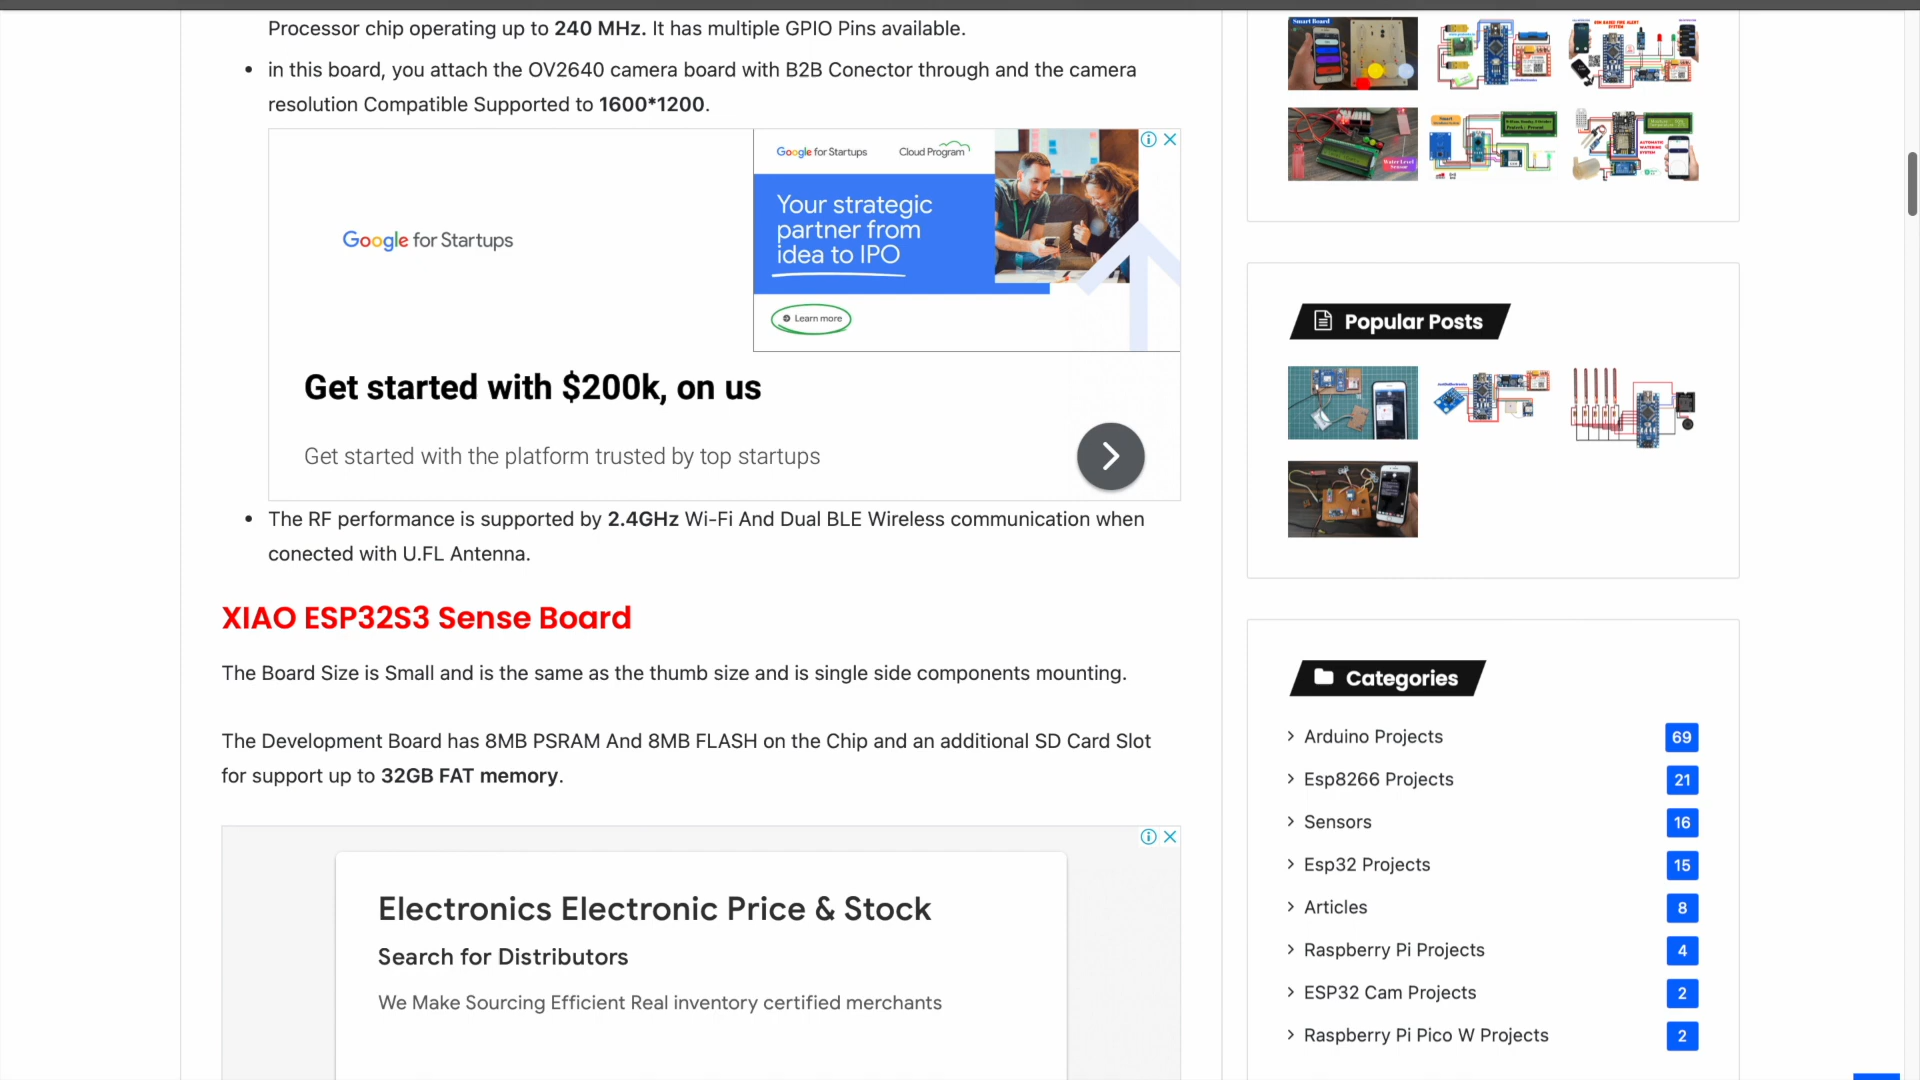 Processor chip operating up to 240 MHz. It has multiple GPIO Pins available.
in this board, you attach the OV2640 camera board with B2B Conector through and the camera
resolution Compatible Supported to 1600*1200.
Google for Startups
Cloud Program
Your strategic
partner from
idea to IPO
Learn more
Google for Startups
Get started with $200k, on us
Get started with the platform trusted by top startups
The RF performance is supported by 2.4GHz Wi-Fi And Dual BLE Wireless communication when
conected with U.FL Antenna.
XIAO ESP32S3 Sense Board
The Board Size is Small and is the same as the thumb size and is single side components mounting.
The Development Board has 8MB PSRAM And 8MB FLASH on the Chip and an additional SD Card Slot
for support up to 32GB FAT memory.
Electronics Electronic Price & Stock
Search for Distributors
We Make Sourcing Efficient Real inventory certified merchants
Smart Board
Water Level
Sensor
AUTOMATIC
WATERING
SYSTEM
Popular Posts
Categories
Arduino Projects 69
Esp8266 Projects 21
Sensors 16
Esp32 Projects 15
Articles 8
Raspberry Pi Projects 4
ESP32 Cam Projects 2
Raspberry Pi Pico W Projects 2